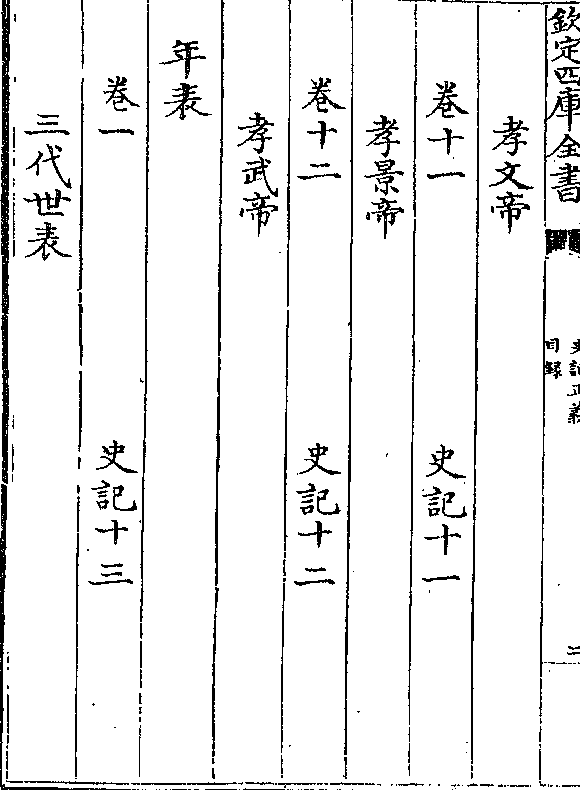 欽定四庫全書
史記正義
目録
二
孝文帝
卷十一 史記十一
孝景帝
卷十二 史記十二
孝武帝
年表
卷一 史記十三
三代世表